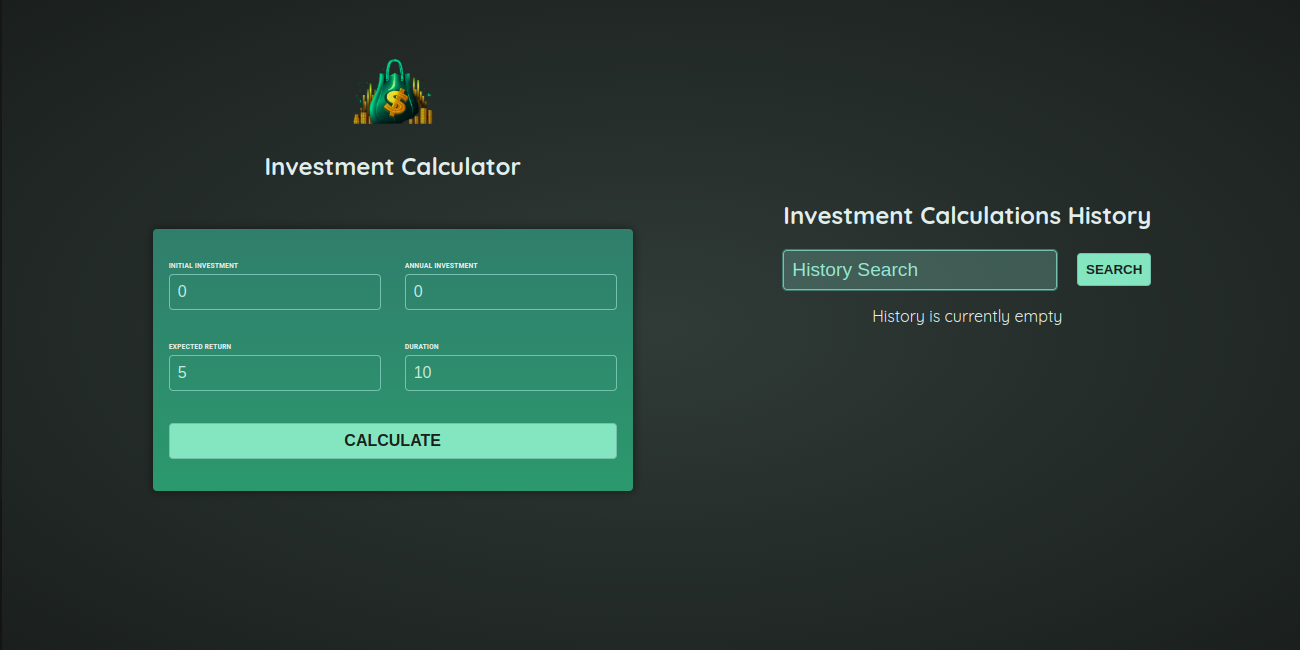 $
Investment Calculator
INITIAL INVESTMENT
ANNUAL INVESTMENT
0
0
EXPECTED RETURN
DURATION
5
10
CALCULATE
Investment Calculations History
History Search
SEARCH
History is currently empty